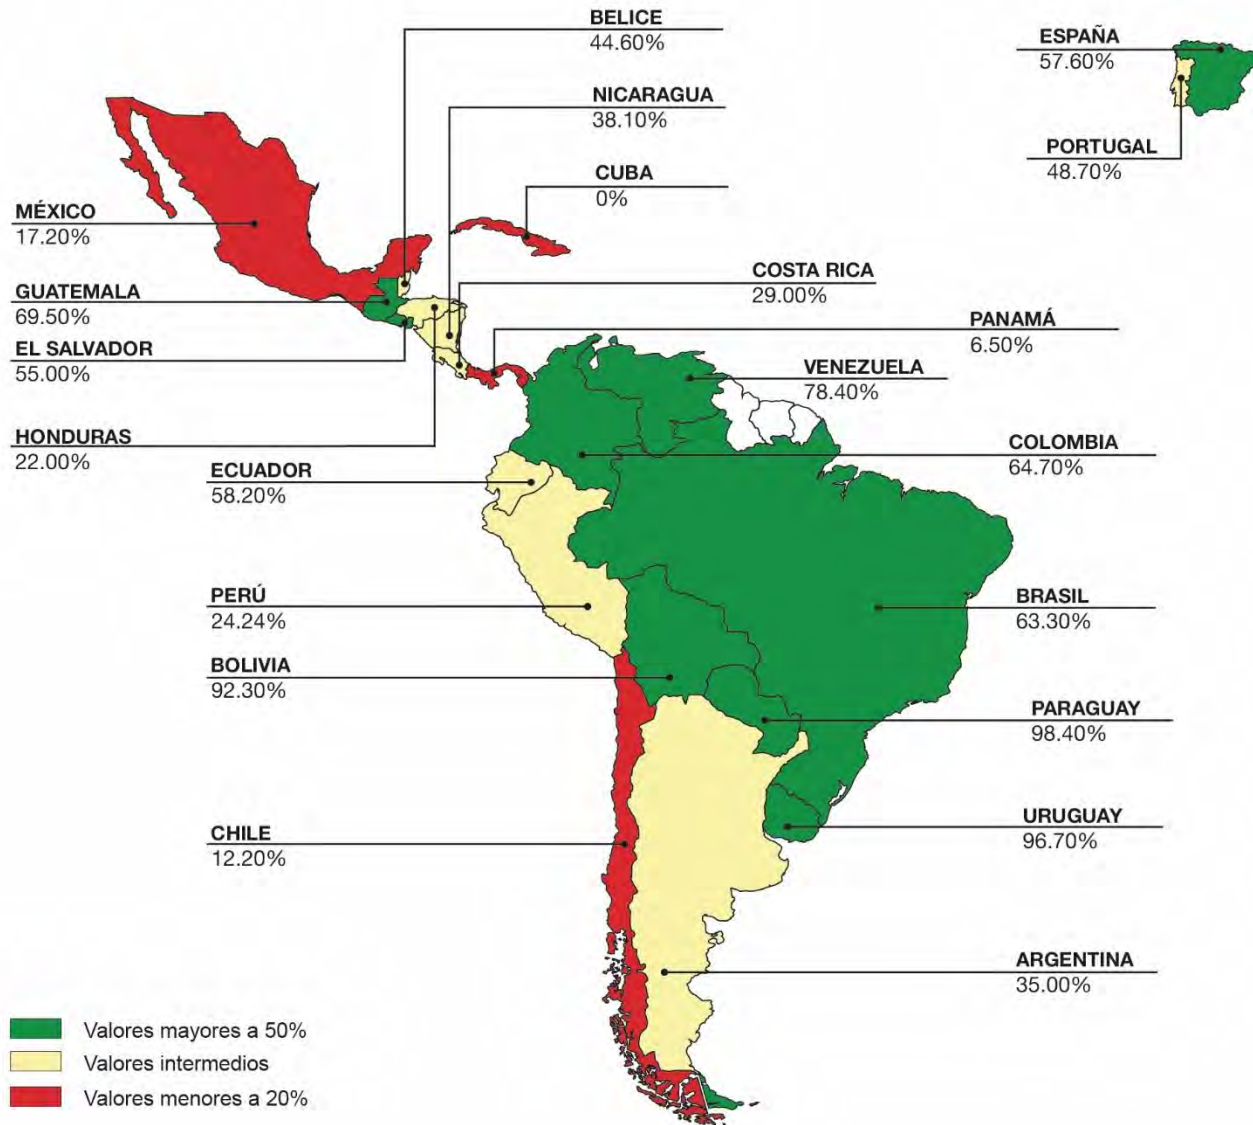 BELICE
44.60%
ESPAÑA
57.60%
NICARAGUA
38.10%
PORTUGAL
48.70%
CUBA
0%
MÉXICO
17.20%
COSTA RICA
29.00%
GUATEMALA
69.50%
PANAMÁ
6.50%
EL SALVADOR
55.00%
VENEZUELA
78.40%
HONDURAS
22.00%
COLOMBIA
64.70%
ECUADOR
58.20%
PERÚ
24.24%
BRASIL
63.30%
BOLIVIA
92.30%
PARAGUAY
98.40%
CHILE
12.20%
URUGUAY
96.70%
ARGENTINA
35.00%
Valores mayores a 50%
Valores intermedios
Valores menores a 20%